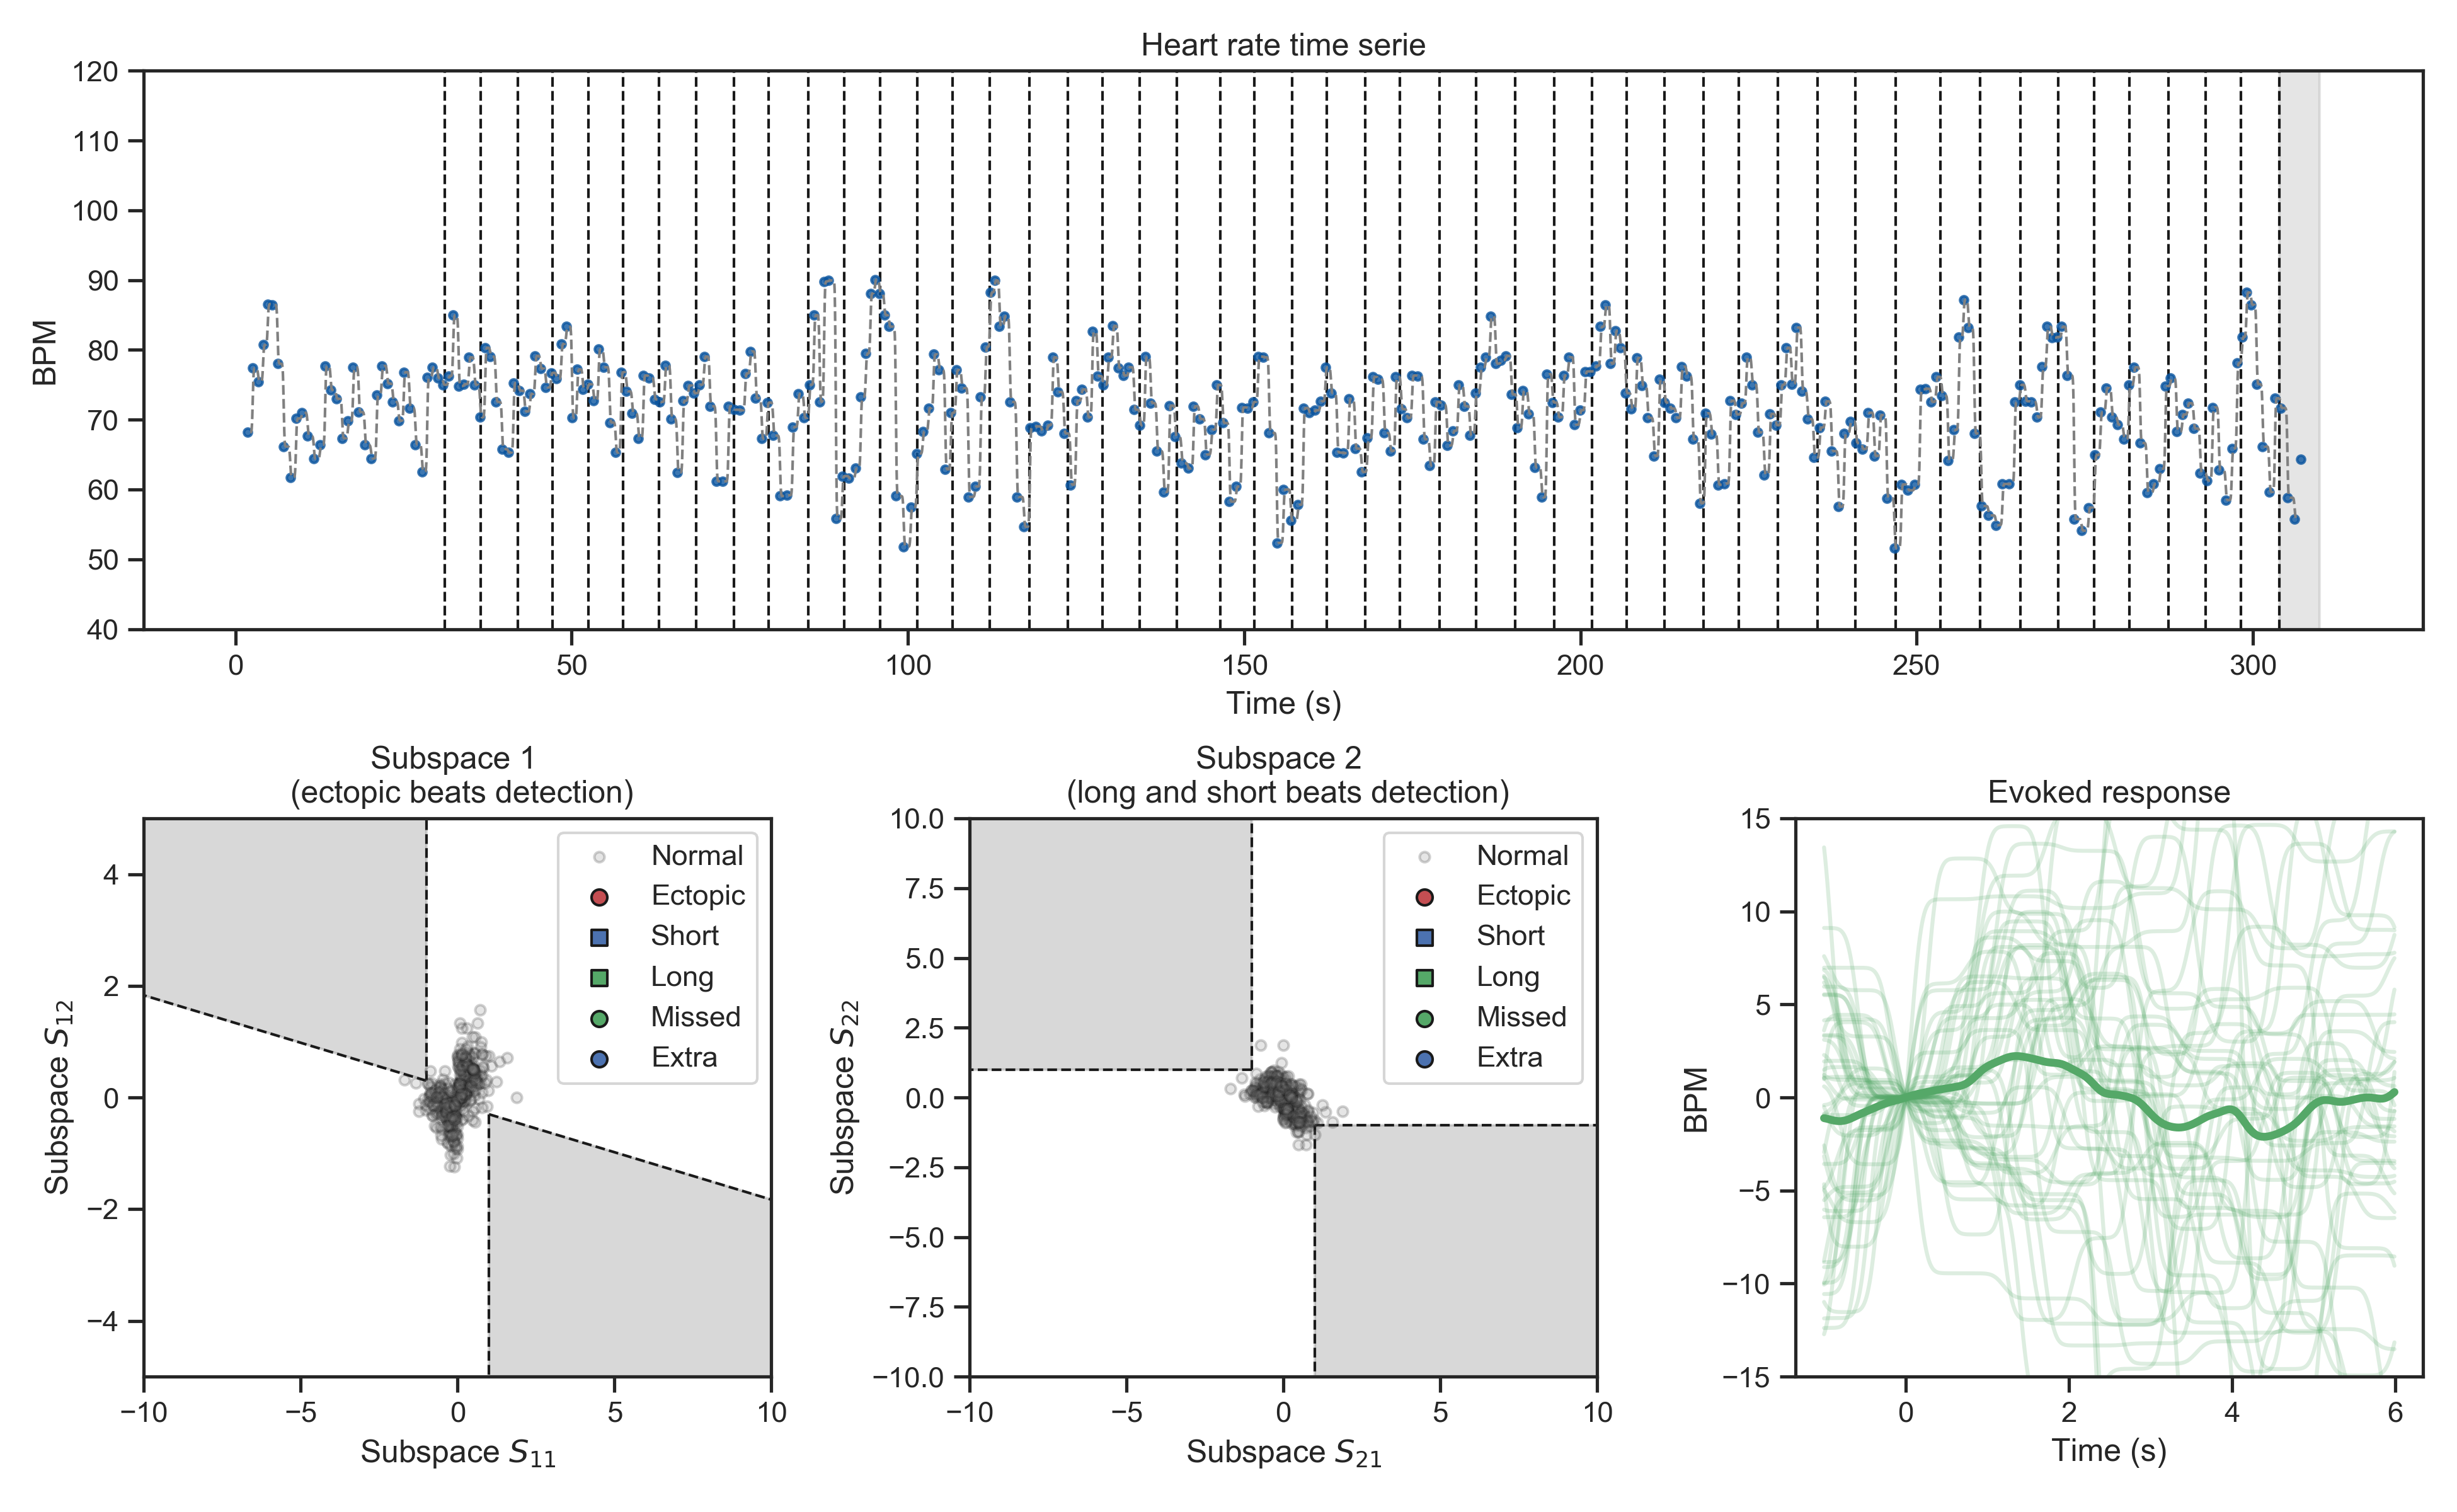 Heart rate time serie
120
110
100
90
80
70
60
50
40
BPM
0 50 100 150 200 250 300
Time (s)
Subspace 1
(ectopic beats detection)
4
2
0
−2
−4
Subspace S12
Normal
Ectopic
Short
Long
Missed
Extra
−10 −5 0 5 10
Subspace S11
Subspace 2
(long and short beats detection)
10.0
7.5
5.0
2.5
0.0
−2.5
−5.0
−7.5
−10.0
Subspace S22
Normal
Ectopic
Short
Long
Missed
Extra
−10 −5 0 5 10
Subspace S21
Evoked response
15
10
5
0
−5
−10
−15
BPM
0 2 4 6
Time (s)